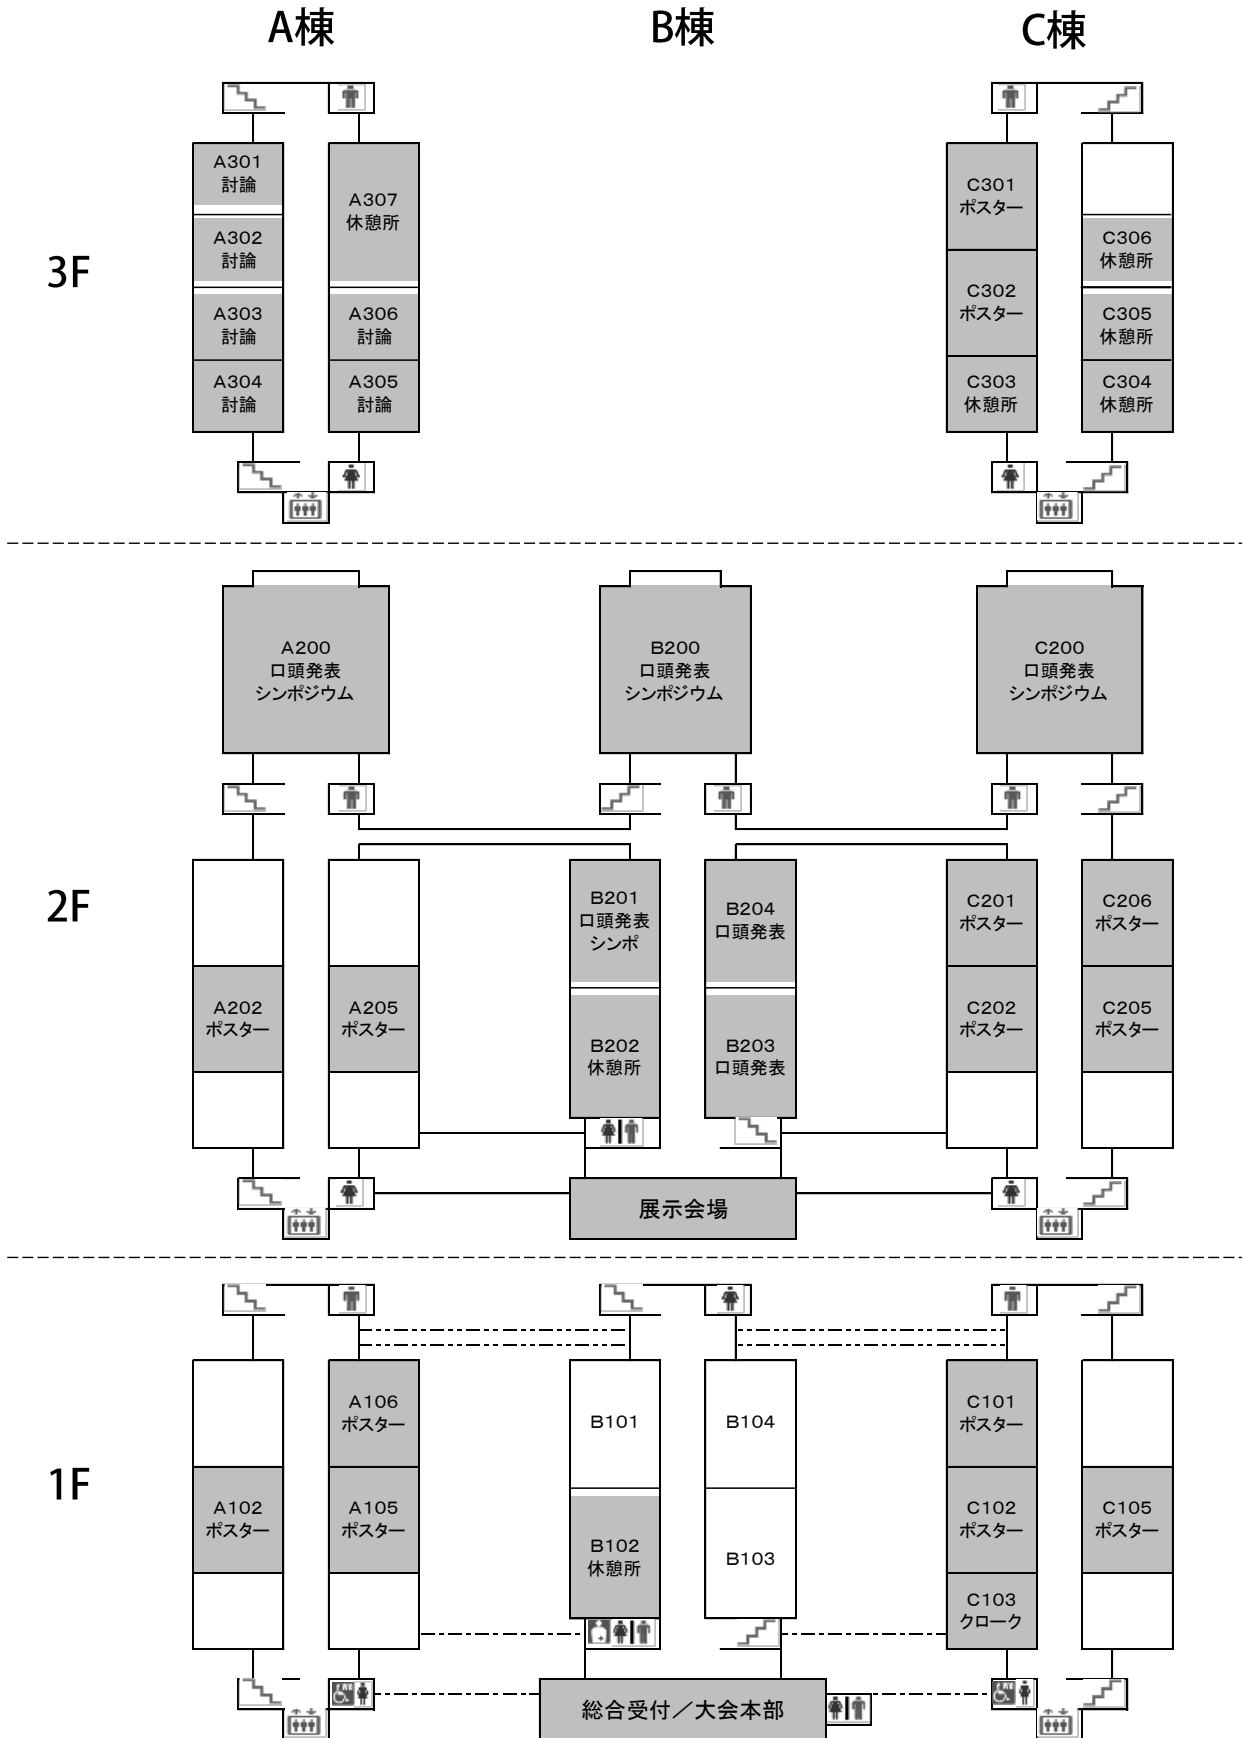 A棟
B棟
C棟
3F
A301
討論
A302
討論
A303
討論
A304
討論
A307
休憩所
A306
討論
A305
討論
C301
ポスター
C302
ポスター
C303
休憩所
C306
休憩所
C305
休憩所
C304
休憩所
2F
A200
口頭発表
シンポジウム
B200
口頭発表
シンポジウム
C200
口頭発表
シンポジウム
A202
ポスター
A205
ポスター
B201
口頭発表
シンポ
B202
休憩所
B204
口頭発表
B203
口頭発表
C201
ポスター
C202
ポスター
C206
ポスター
C205
ポスター
展示会場
1F
A102
ポスター
A106
ポスター
A105
ポスター
B101
B102
休憩所
B104
B103
C101
ポスター
C102
ポスター
C103
クローク
C105
ポスター
総合受付／大会本部